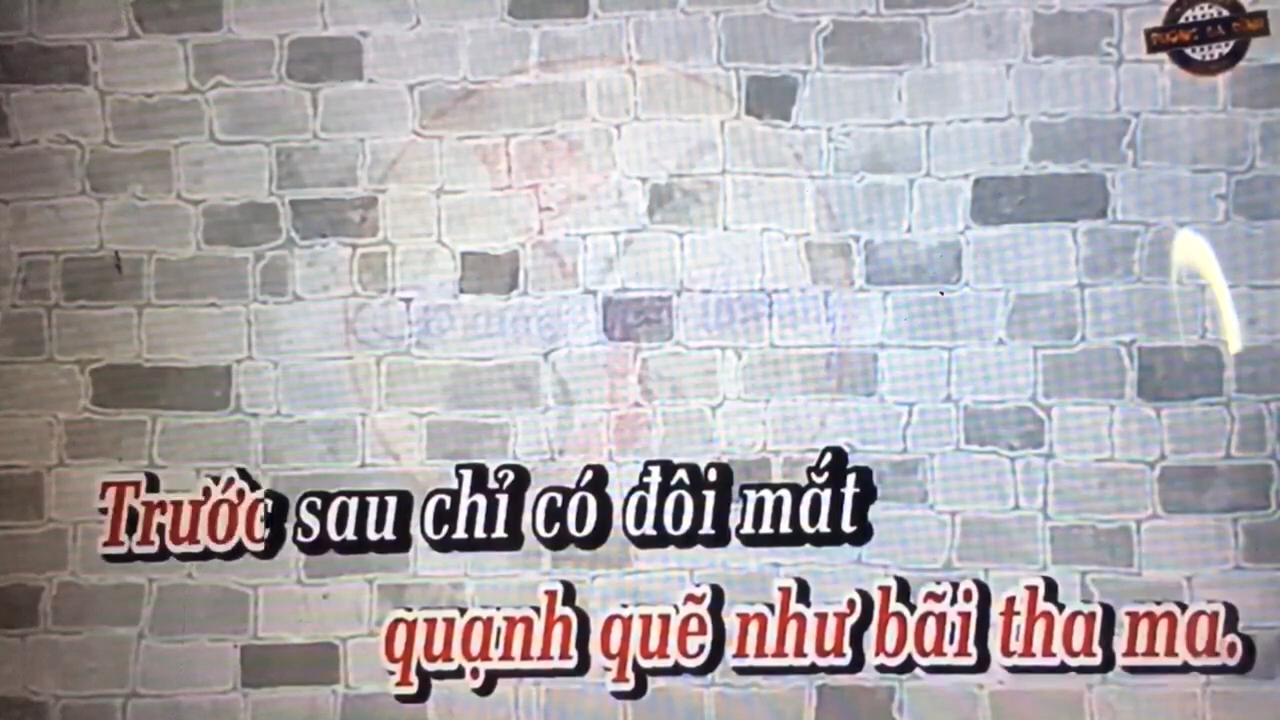 Trước sau chỉ có đôi mắt
quạnh quẽ như bãi tha ma.